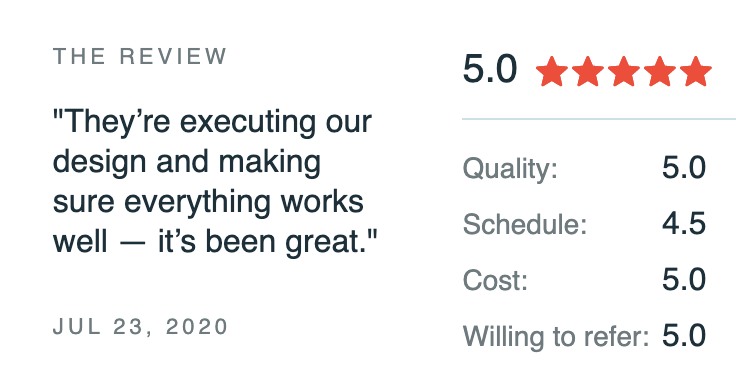 THE REVIEW
"They’re executing our
design and making
sure everything works
well — it’s been great."
JUL 23, 2020
5.0
Quality: 5.0
Schedule: 4.5
Cost: 5.0
Willing to refer: 5.0